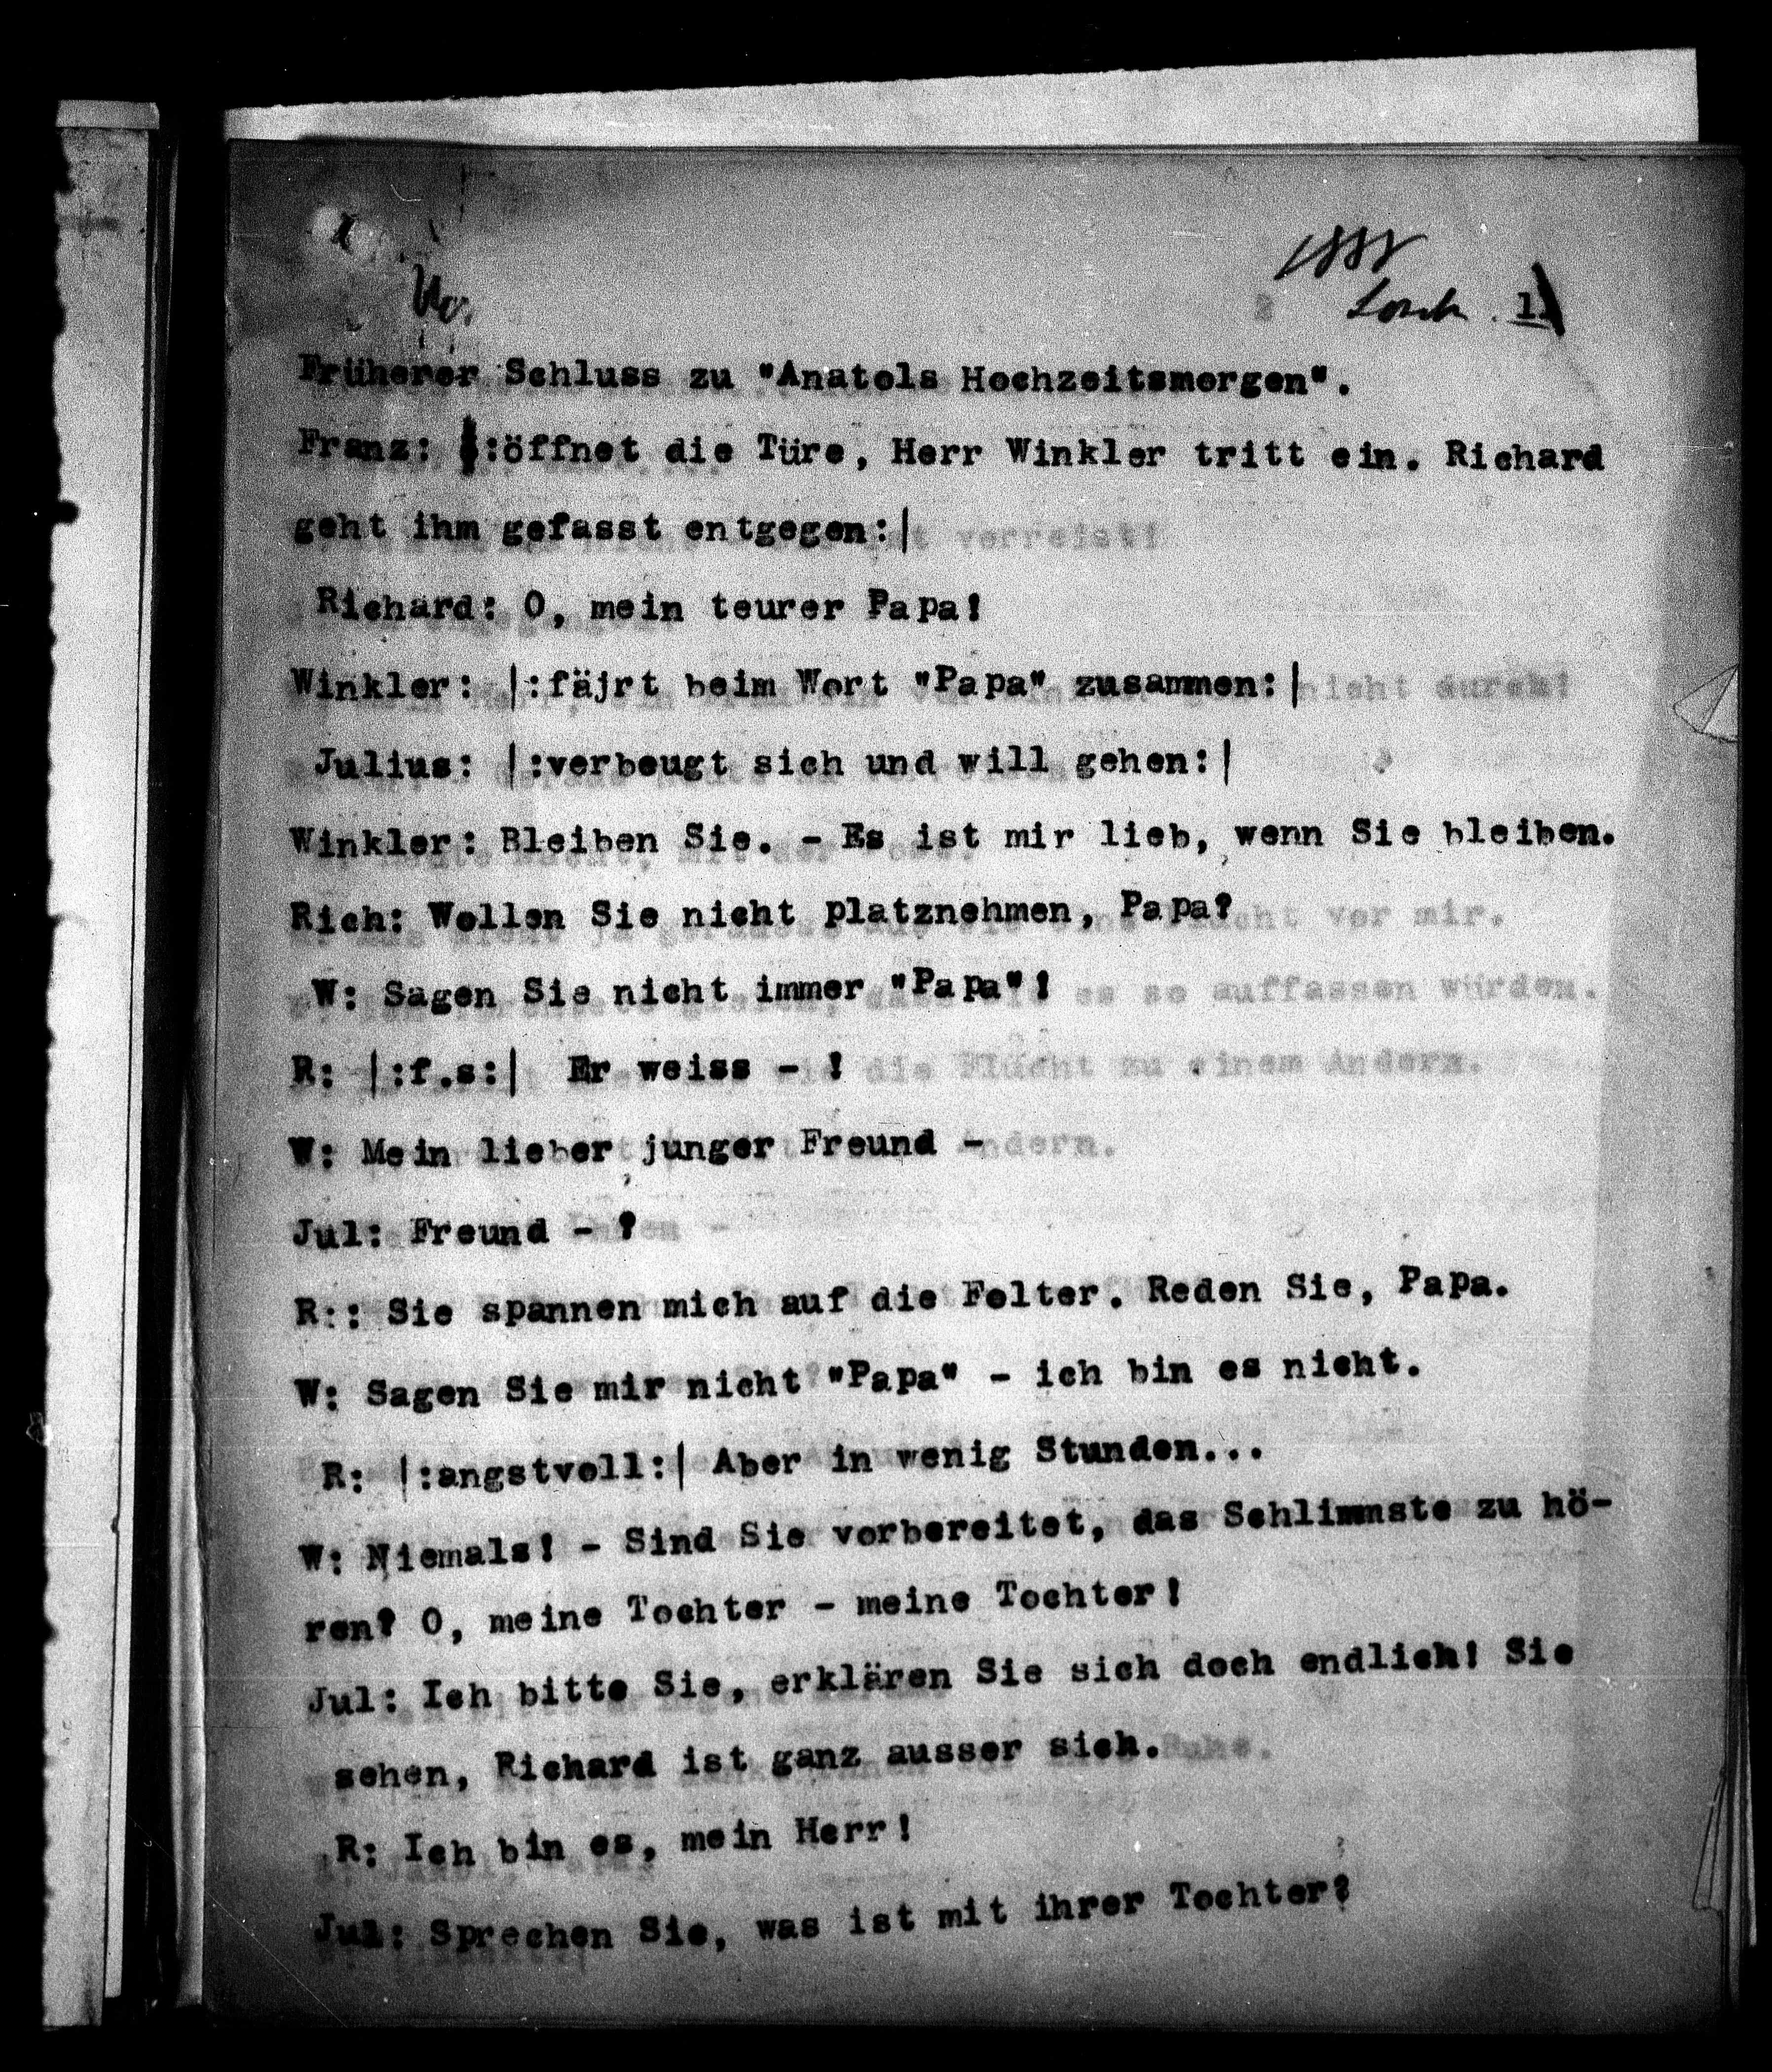 1888
1.
Früherer Schluss zu "Anatols Hochzeitsmorgen".
Franz: |:öffnet die Türe, Herr Winkler tritt ein. Richard
geht ihm gefasst entgegen:|
Richard: O, mein teurer Papa!
Winkler: |:fäjrt beim Wort "Papa" zusammen:|
Julius: |:verbeugt sich und will gehen:|
Winkler: Bleiben Sie. - Es ist mir lieb, wenn Sie bleiben.
Rich: Wollen Sie nicht platznehmen, Papa?
W: Sagen Sie nicht immer "Papa"!
R: |:f.s:| Er weiss - !
W: Mein lieber junger Freund -
Jul: Freund - ?
R:: Sie spannen mich auf die Folter. Reden Sie, Papa.
W: Sagen Sie mir nicht "Papa" - ich bin es nicht.
R: |:angstvoll:| Aber in wenig Stunden...
W: Niemals! - Sind Sie vorbereitet, das Schlimmste zu hö-
ren? O, meine Tochter - meine Tochter!
Jul: Ich bitte Sie, erklären Sie sich doch endlich! Sie
sehen, Richard ist ganz ausser sich.
R: Ich bin es, mein Herr!
Jul: Sprechen Sie, was ist mit ihrer Tochter?